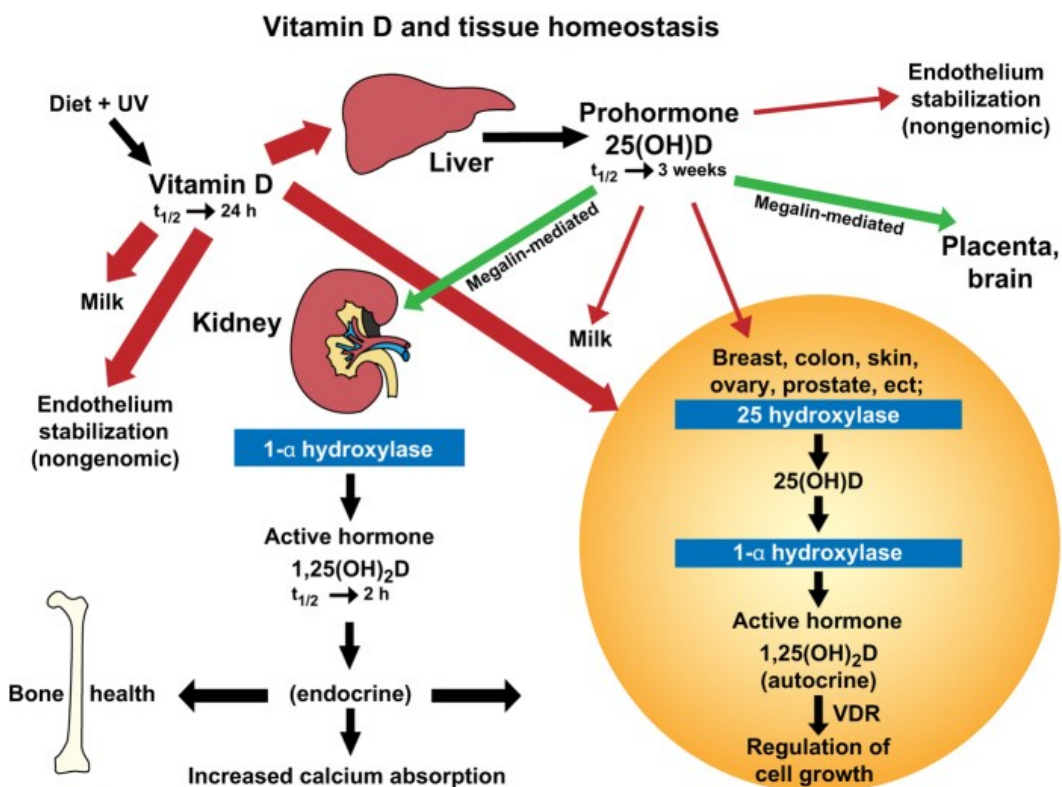 Vitamin D and tissue homeostasis
Diet + UV
Vitamin D
t1/2 → 24 h
Milk
Endothelium
stabilization
(nongenomic)
Liver
Prohormone
25(OH)D
t1/2 → 3 weeks
Endothelium
stabilization
(nongenomic)
Megalin-mediated
Megalin-mediated
Placenta,
brain
Milk
Kidney
1-α hydroxylase
Active hormone
1,25(OH)2D
t1/2 → 2 h
(endocrine)
Bone health
Increased calcium absorption
Breast, colon, skin,
ovary, prostate, ect;
25 hydroxylase
25(OH)D
1-α hydroxylase
Active hormone
1,25(OH)2D
(autocrine)
VDR
Regulation of
cell growth